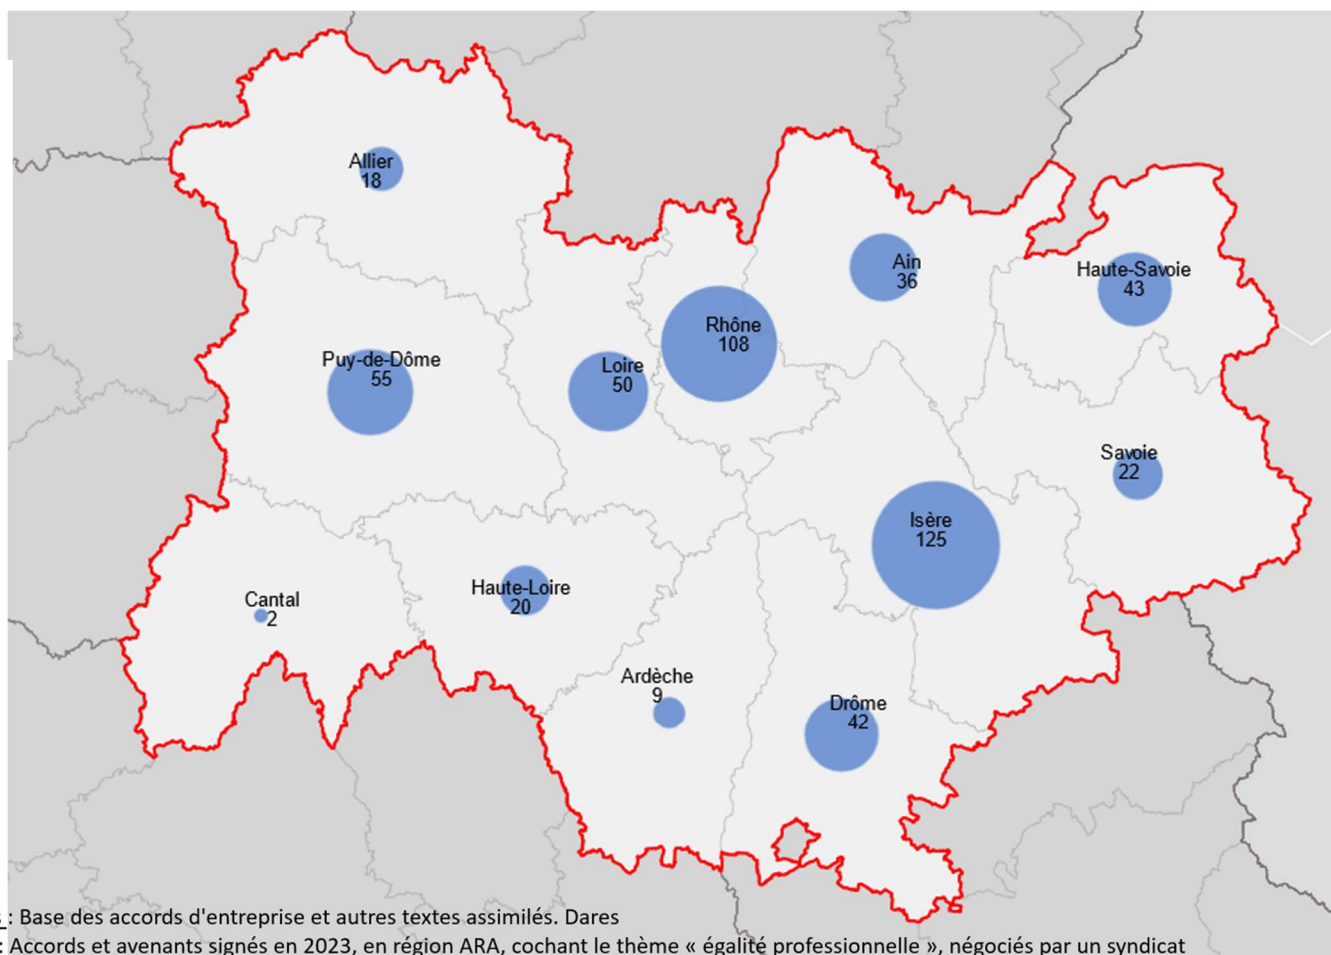 Allier
18
Ain
36
Haute-Savoie
43
Rhône
108
Puy-de-Dôme
55
Loire
50
Savoie
22
Isère
125
Haute-Loire
20
Cantal
2
Ardèche
9
Drôme
42
: Base des accords d'entreprise et autres textes assimilés. Dares
: Accords et avenants signés en 2023, en région ARA, cochant le thème « égalité professionnelle », négociés par un syndicat